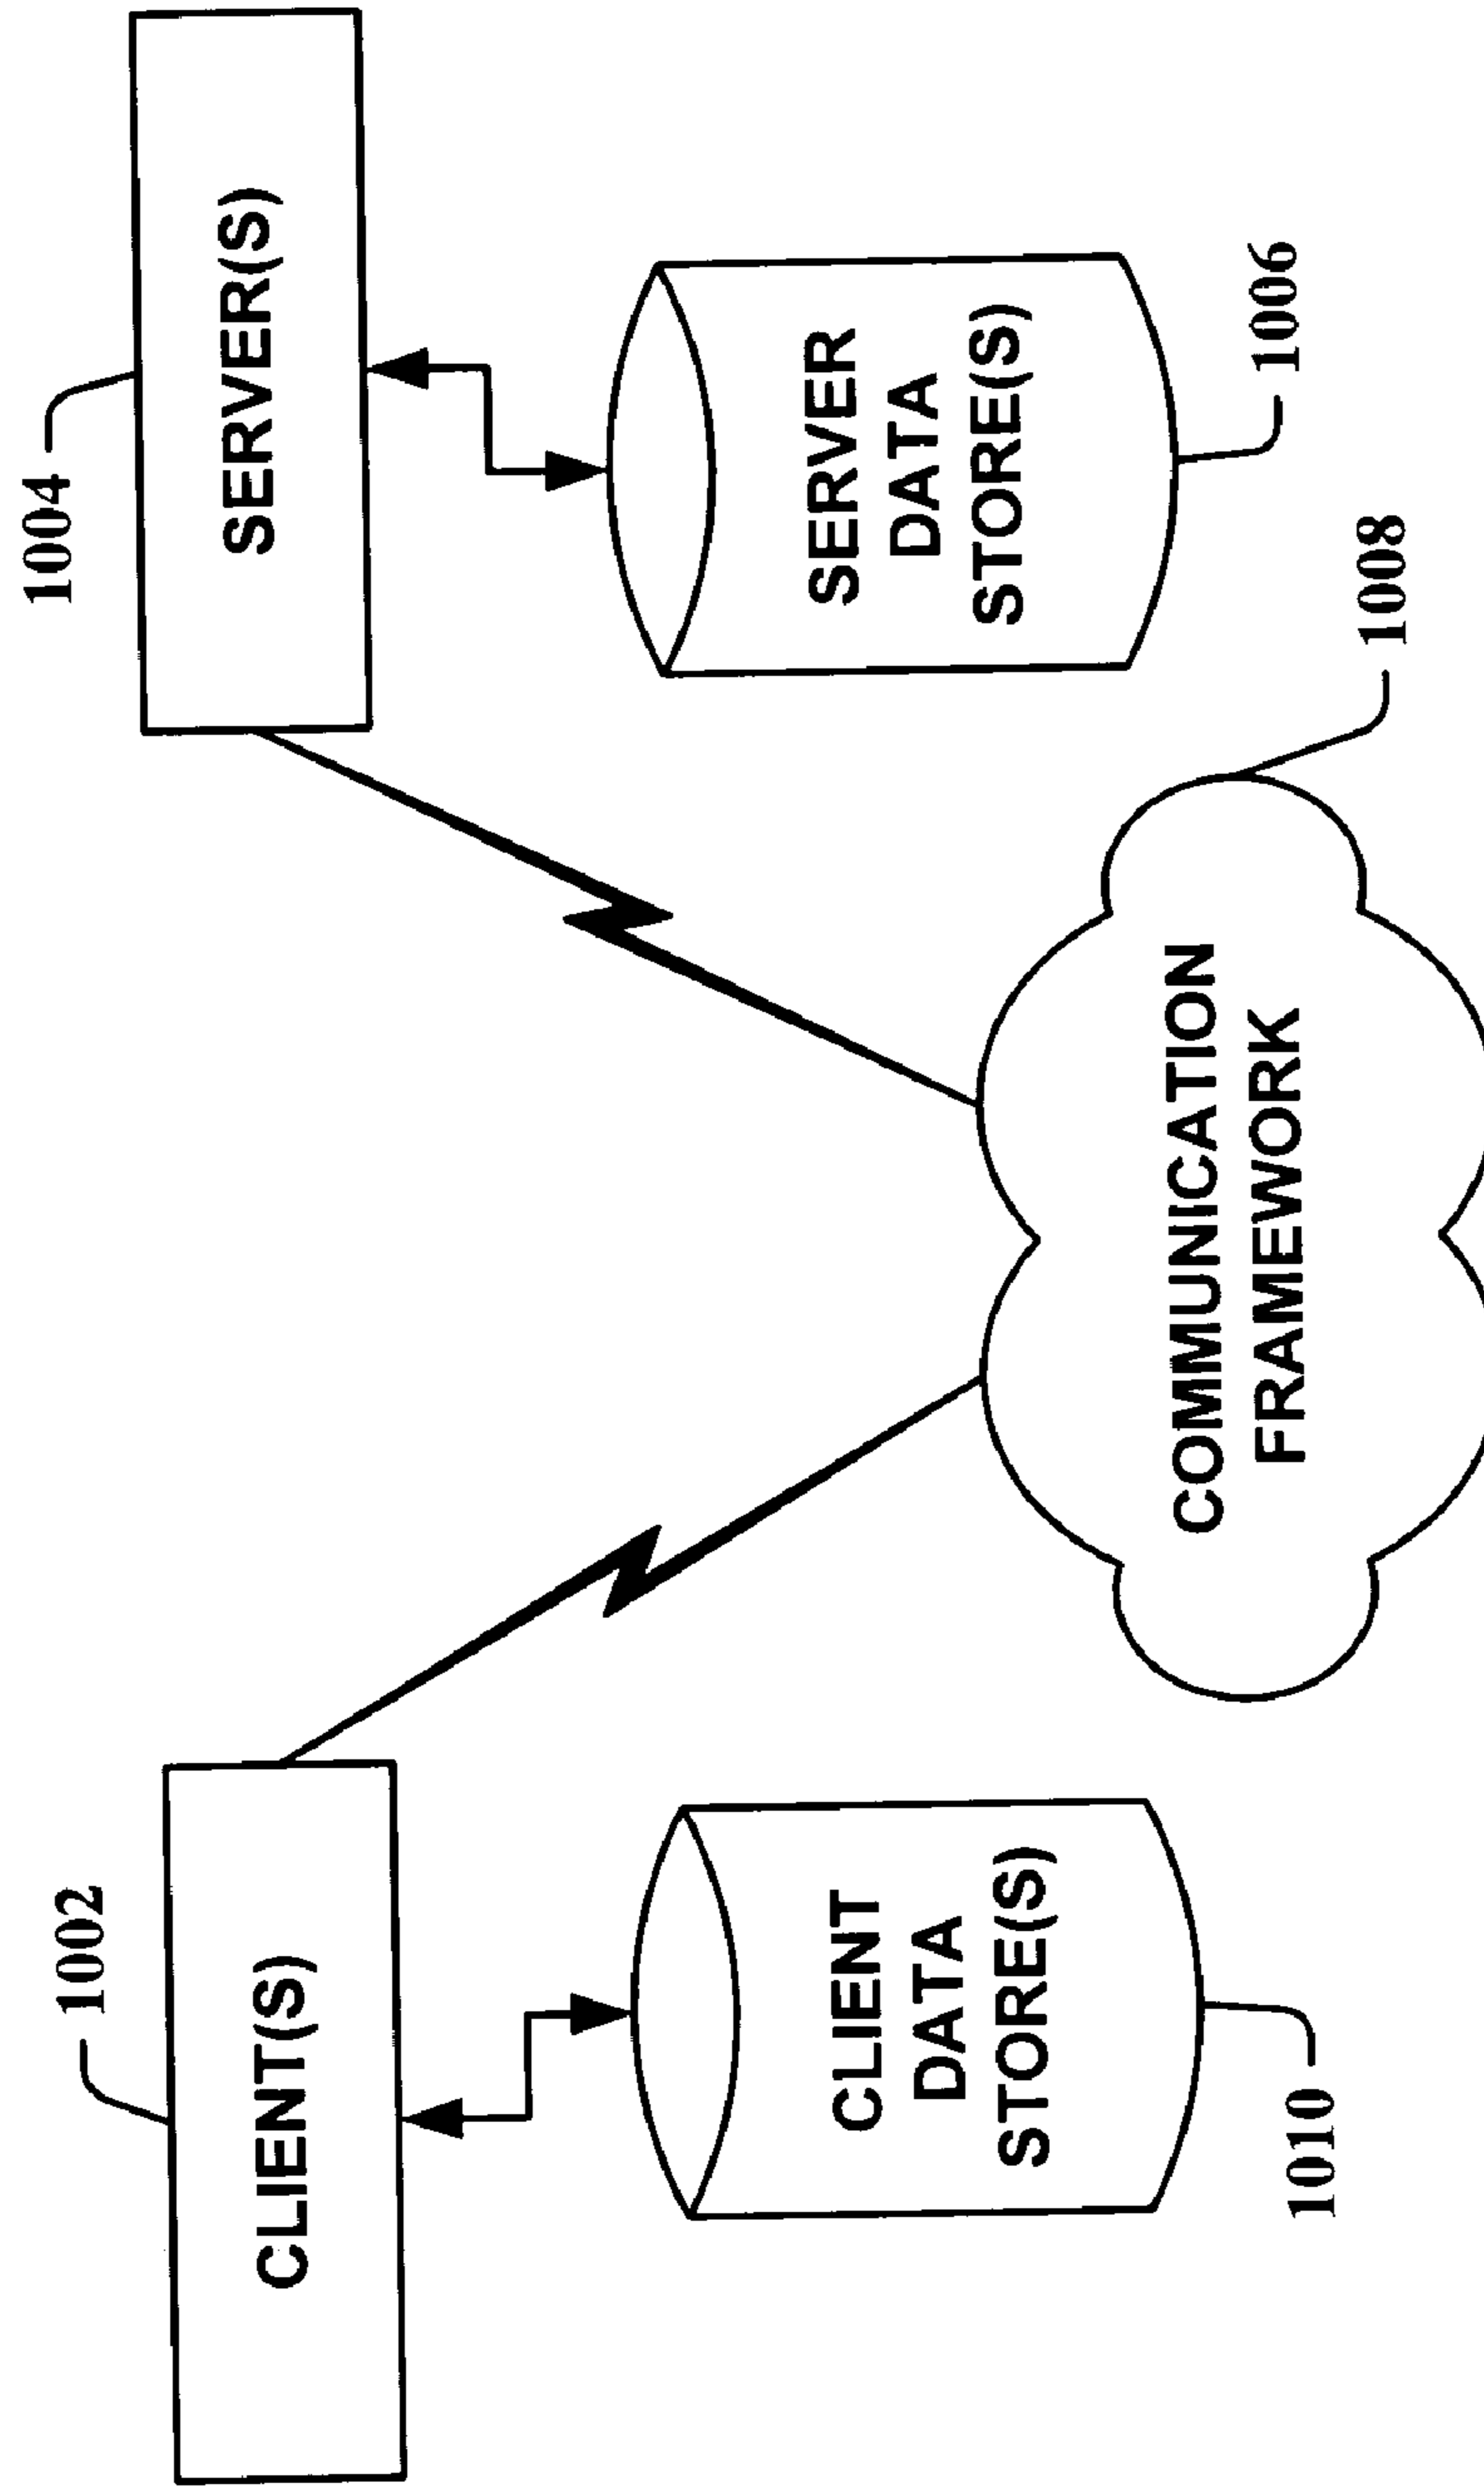 1002
1004
CLIENT(S)
SERVER(S)
CLIENT
DATA
STORE(S)
SERVER
DATA
STORE(S)
1010
1006
COMMUNICATION
FRAMEWORK
1008